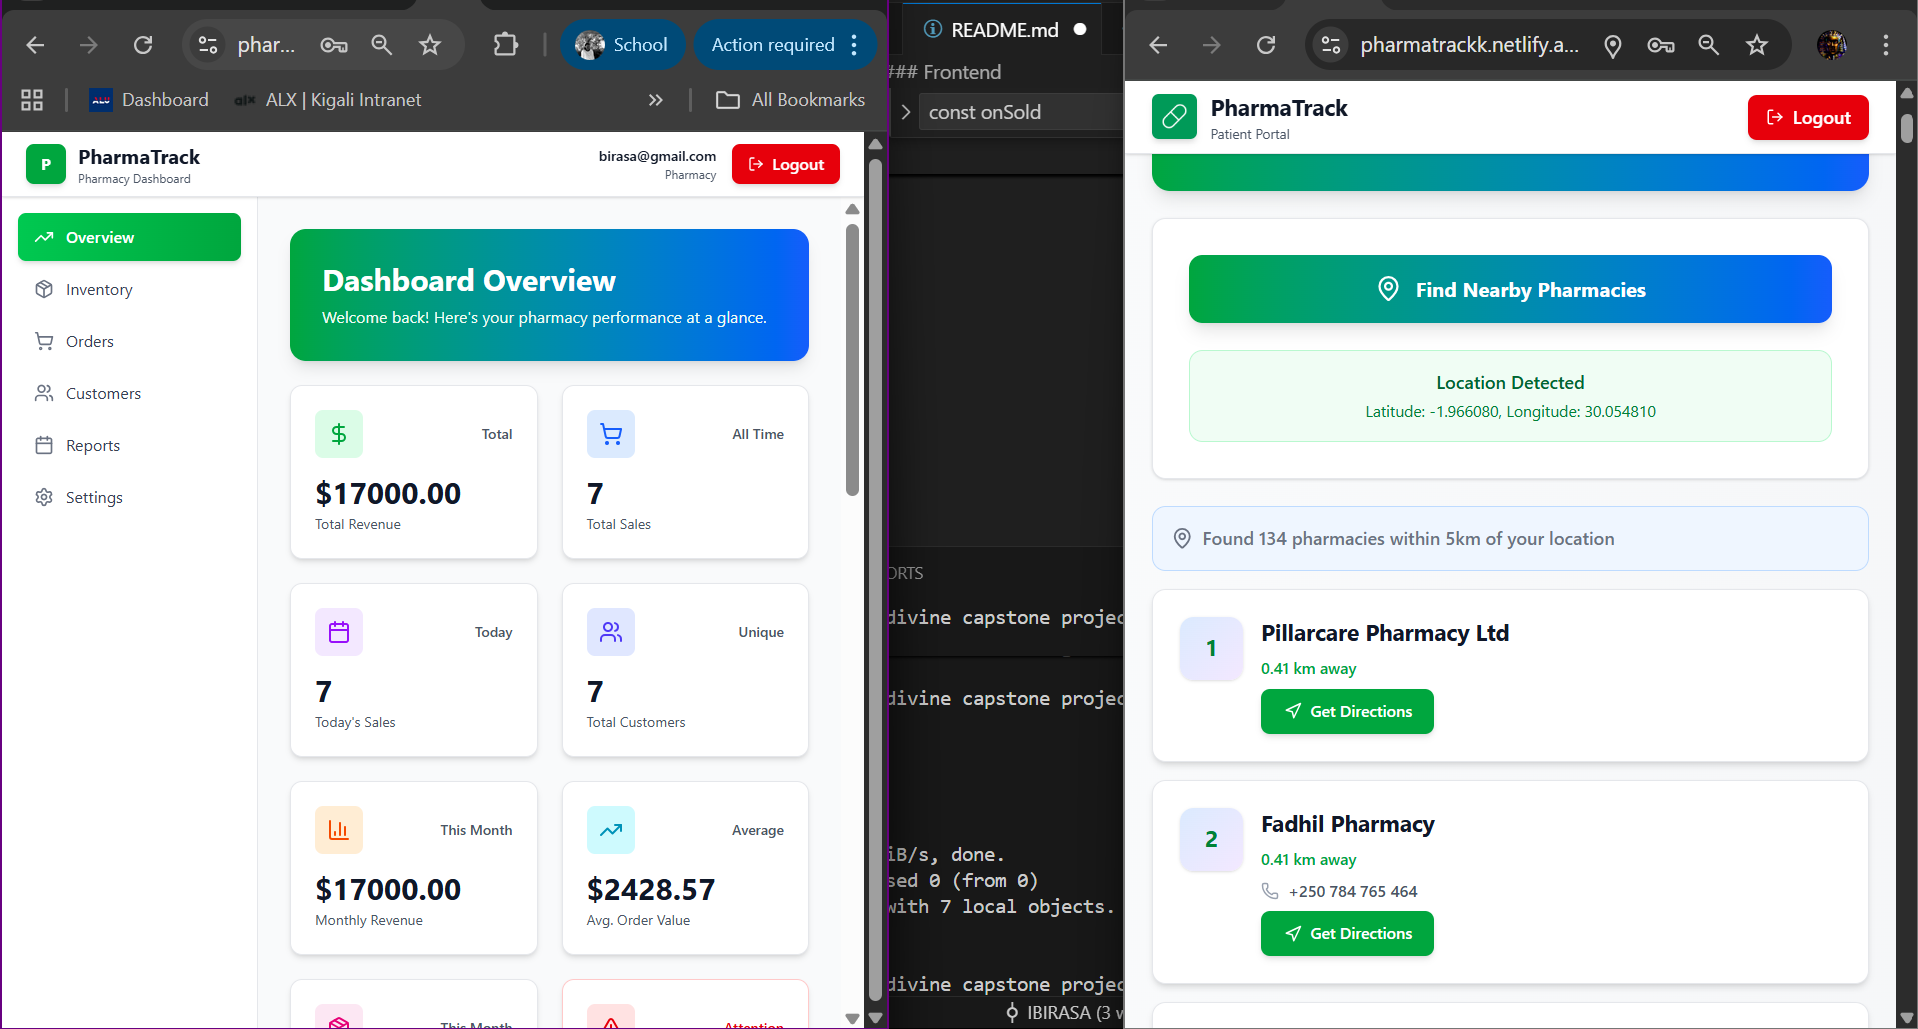 phar...
School
Action required
Dashboard
ALX | Kigali Intranet
All Bookmarks
P
PharmaTrack
Pharmacy Dashboard
birasa@gmail.com
Pharmacy
Logout
Overview
Inventory
Orders
Customers
Reports
Settings
Dashboard Overview
Welcome back! Here's your pharmacy performance at a glance.
Total
$17000.00
Total Revenue
All Time
7
Total Sales
Today
7
Today's Sales
Unique
7
Total Customers
This Month
$17000.00
Monthly Revenue
Average
$2428.57
Avg. Order Value
This Month
Attention
README.md
### Frontend
const onSold
ORTS
divine capstone projec
divine capstone projec
iB/s, done.
sed 0 (from 0)
with 7 local objects.
divine capstone projec
IBIRASA (3 w
pharmatrackk.netlify.a...
PharmaTrack
Patient Portal
Logout
Find Nearby Pharmacies
Location Detected
Latitude: -1.966080, Longitude: 30.054810
Found 134 pharmacies within 5km of your location
1
Pillarcare Pharmacy Ltd
0.41 km away
Get Directions
2
Fadhil Pharmacy
0.41 km away
+250 784 765 464
Get Directions